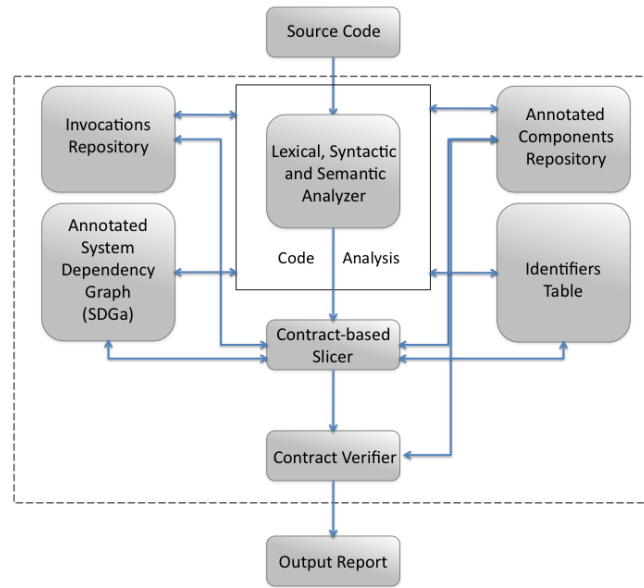 Source Code
Invocations
Repository
Lexical, Syntactic
and Semantic
Analyzer
Annotated
Components
Repository
Annotated
System
Dependency
Graph
(SDGa)
Code Analysis
Identifiers
Table
Contract-based
Slicer
Contract Verifier
Output Report